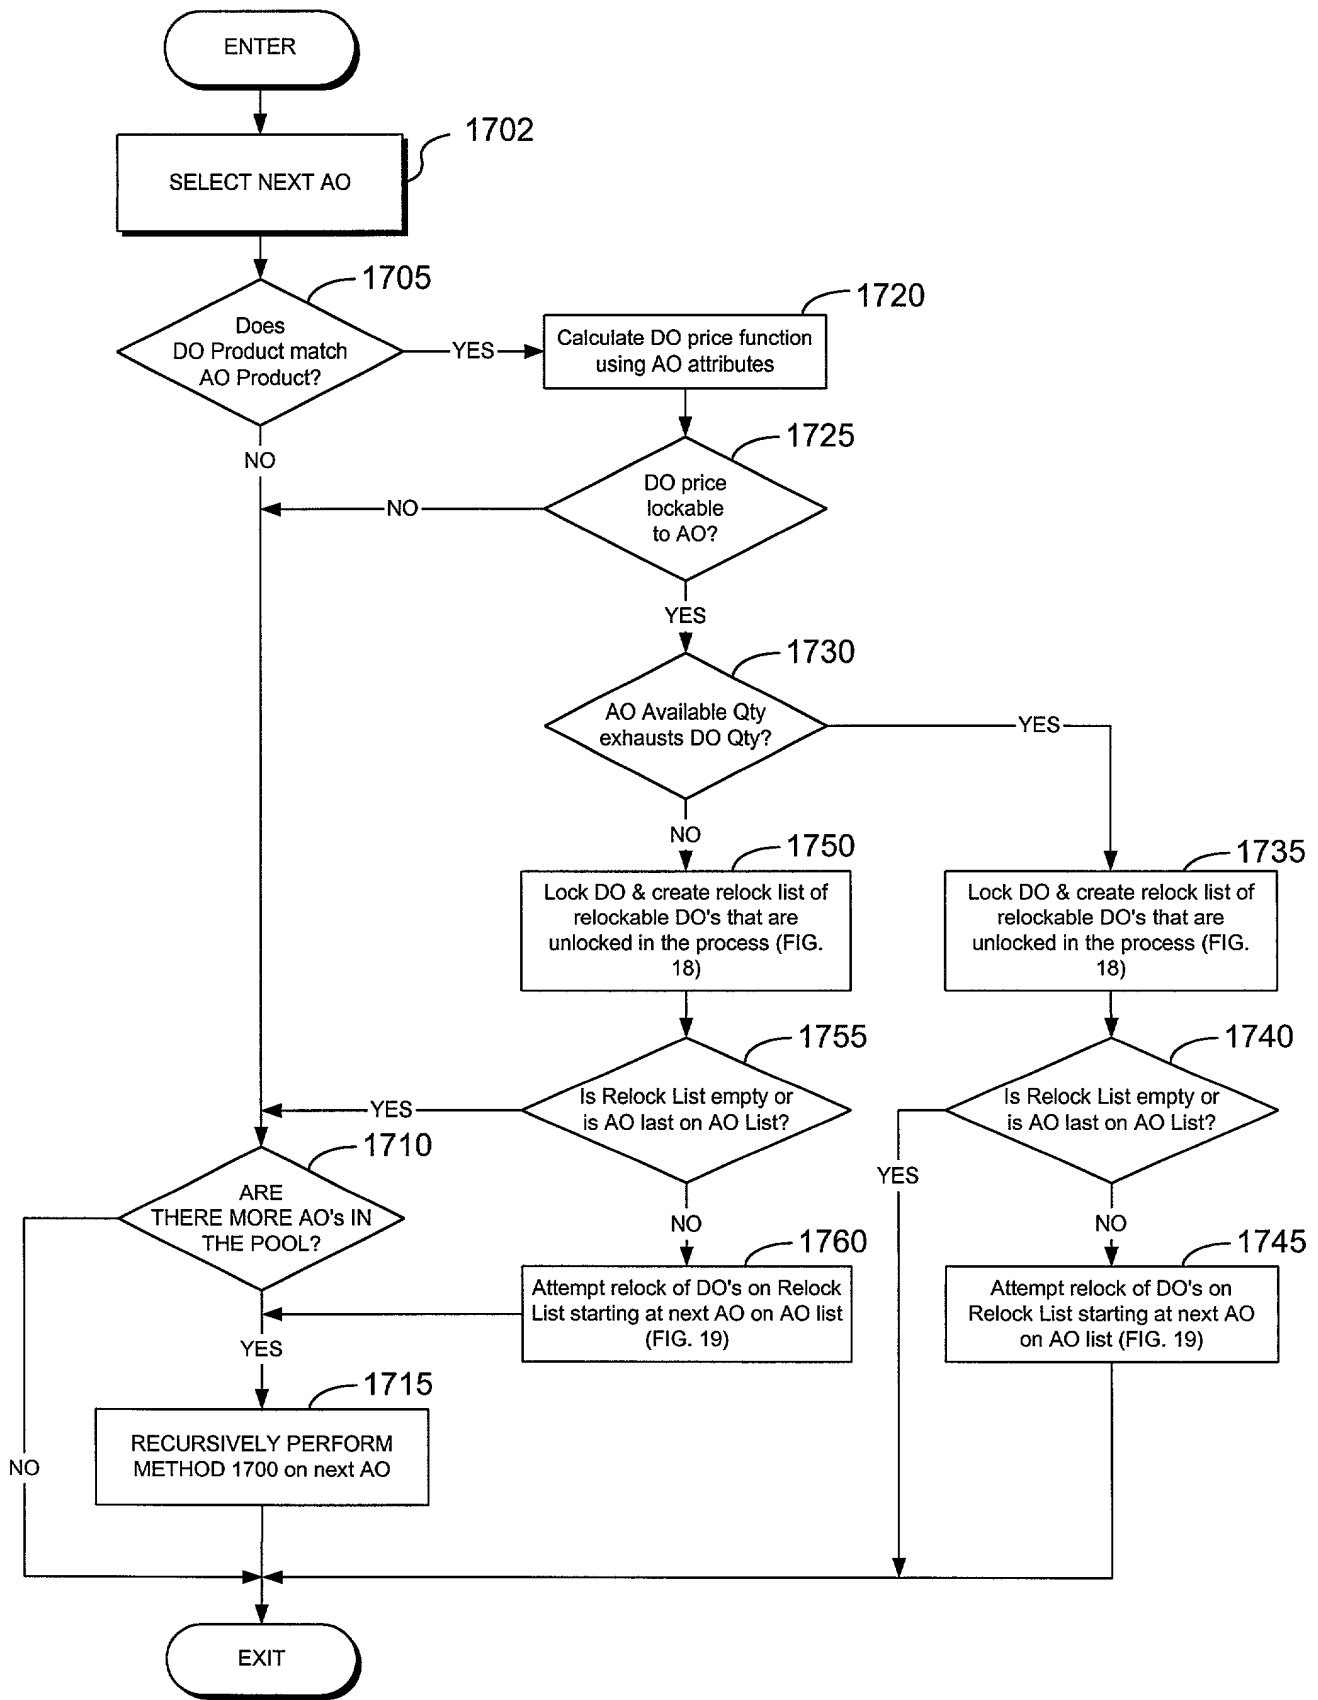 ENTER
1702
SELECT NEXT AO
1705
Does
DO Product match
AO Product?
YES
1720
Calculate DO price function
using AO attributes
NO
1725
DO price
lockable
to AO?
NO
YES
1730
AO Available Qty
exhausts DO Qty?
YES
NO
1750
Lock DO & create relock list of
relockable DO's that are
unlocked in the process (FIG.
18)
1735
Lock DO & create relock list of
relockable DO's that are
unlocked in the process (FIG.
18)
1755
Is Relock List empty or
is AO last on AO List?
YES
1740
Is Relock List empty or
is AO last on AO List?
YES
1710
ARE
THERE MORE AO's IN
THE POOL?
NO
1760
Attempt relock of DO's on Relock
List starting at next AO on AO list
(FIG. 19)
NO
1745
Attempt relock of DO's on
Relock List starting at next AO
on AO list (FIG. 19)
YES
1715
RECURSIVELY PERFORM
METHOD 1700 on next AO
NO
EXIT